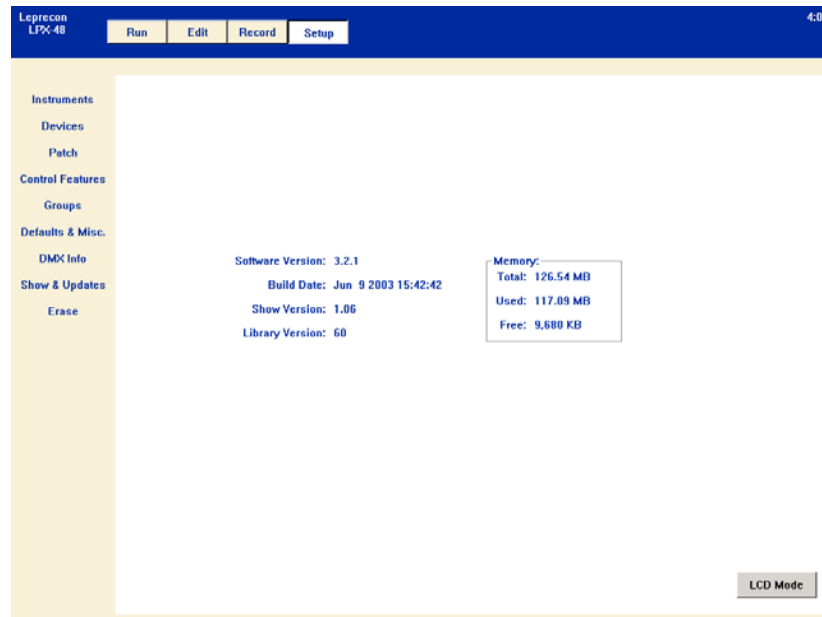 Leprecon
LPX-48
Run Edit Record Setup
4:0
Instruments
Devices
Patch
Control Features
Groups
Defaults & Misc.
DMX Info
Show & Updates
Erase
Software Version: 3.2.1
Build Date: Jun 9 2003 15:42:42
Show Version: 1.06
Library Version: 60
Memory:
Total: 126.54 MB
Used: 117.09 MB
Free: 9,680 KB
LCD Mode